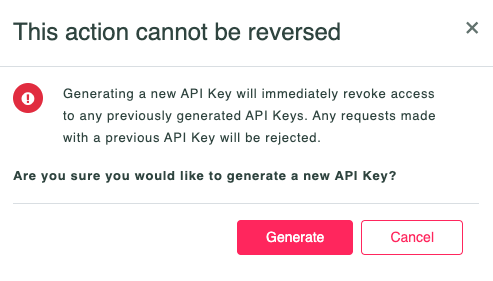 This action cannot be reversed
Generating a new API Key will immediately revoke access
to any previously generated API Keys. Any requests made
with a previous API Key will be rejected.
Are you sure you would like to generate a new API Key?
Generate
Cancel